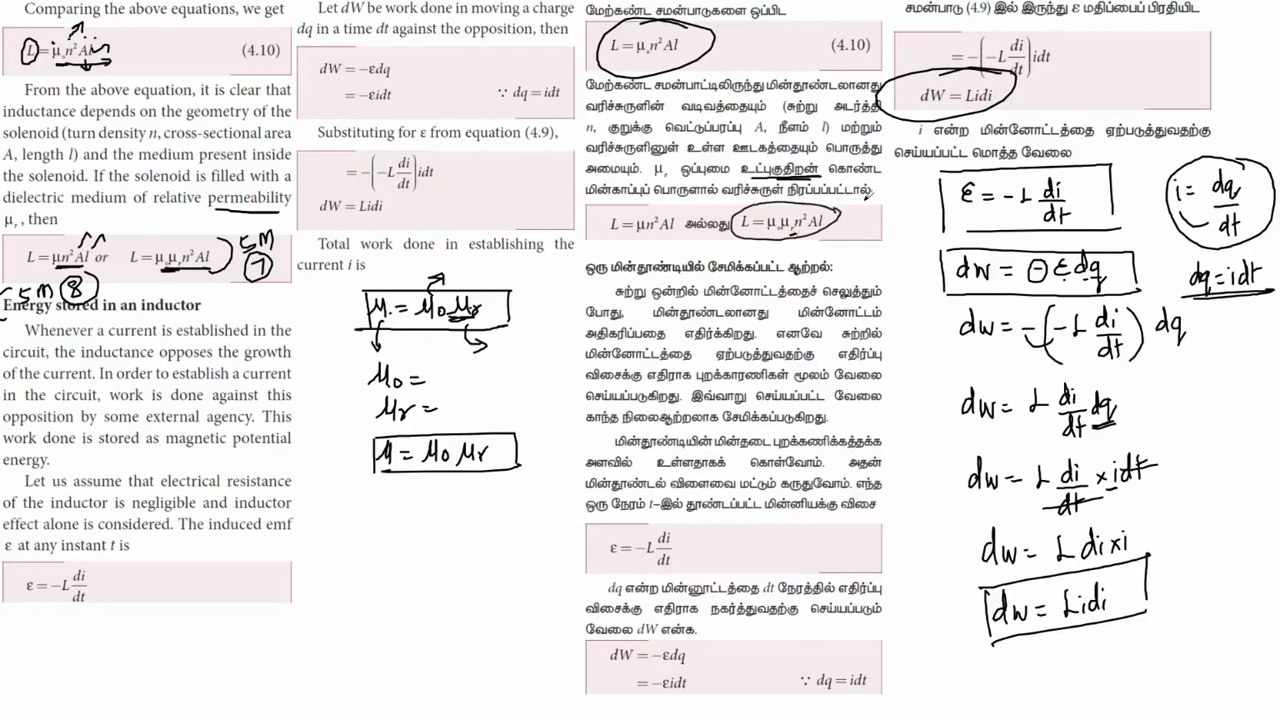 Comparing the above equations, we get
L = μ₀n²Al (4.10)
From the above equation, it is clear that
inductance depends on the geometry of the
solenoid (turn density n, cross-sectional area
A, length l) and the medium present inside
the solenoid. If the solenoid is filled with a
dielectric medium of relative permeability
μᵣ, then
L = μn²Al or L = μ₀μᵣn²Al
5M
7
5M 8
Energy stored in an inductor
Whenever a current is established in the
circuit, the inductance opposes the growth
of the current. In order to establish a current
in the circuit, work is done against this
opposition by some external agency. This
work done is stored as magnetic potential
energy.
Let us assume that electrical resistance
of the inductor is negligible and inductor
effect alone is considered. The induced emf
ε at any instant t is
ε = −L di/dt
Let dW be work done in moving a charge
dq in a time dt against the opposition, then
dW = −εdq
= −εidt ∵ dq = idt
Substituting for ε from equation (4.9),
= −(−L di/dt)idt
dW = Lidi
Total work done in establishing the
current i is
μ = μ₀ μᵣ
μ₀ =
μᵣ =
μ = μ₀ μᵣ
மேற்கண்ட சமன்பாடுகளை ஒப்பிட
L = μ₀n²Al (4.10)
மேற்கண்ட சமன்பாட்டிலிருந்து மின்தூண்டலானது
வரிச்சுருளின் வடிவத்தையும் (சுற்று அடர்த்தி
n, குறுக்கு வெட்டுப்பரப்பு A, நீளம் l) மற்றும்
வரிச்சுருளினுள் உள்ள ஊடகத்தையும் பொருத்து
அமையும். μᵣ ஒப்புமை உட்புகுதிறன் கொண்ட
மின்காப்புப் பொருளால் வரிச்சுருள் நிரப்பப்பட்டால்
L = μn²Al அல்லது L = μ₀μᵣn²Al
ஒரு மின்தூண்டியில் சேமிக்கப்பட்ட ஆற்றல்:
சுற்று ஒன்றில் மின்னோட்டத்தைச் செலுத்தும்
போது, மின்தூண்டலானது மின்னோட்டம்
அதிகரிப்பதை எதிர்க்கிறது. எனவே சுற்றில்
மின்னோட்டத்தை ஏற்படுத்துவதற்கு எதிர்ப்பு
விசைக்கு எதிராக புறக்காரணிகள் மூலம் வேலை
செய்யப்படுகிறது. இவ்வாறு செய்யப்பட்ட வேலை
காந்த நிலைஆற்றலாக சேமிக்கப்படுகிறது.
மின்தூண்டியின் மின்தடை புறக்கணிக்கத்தக்க
அளவில் உள்ளதாகக் கொள்வோம். அதன்
மின்தூண்டல் விளைவை மட்டும் கருதுவோம். எந்த
ஒரு நேரம் t−இல் தூண்டப்பட்ட மின்னியக்கு விசை
ε = −L di/dt
dq என்ற மின்னூட்டத்தை dt நேரத்தில் எதிர்ப்பு
விசைக்கு எதிராக நகர்த்துவதற்கு செய்யப்படும்
வேலை dW என்க.
dW = −εdq
= −εidt ∵ dq = idt
சமன்பாடு (4.9) இல் இருந்து ε மதிப்பைப் பிரதியிட
= −(−L di/dt)idt
dW = Lidi
i என்ற மின்னோட்டத்தை ஏற்படுத்துவதற்கு
செய்யப்பட்ட மொத்த வேலை
ε = −L di/dt
i = dq/dt
dw = − ε dq
dq = idt
dw = −(−L di/dt) dq
dw = L di/dt dq
dw = L di/dt × idt
dw = L di×i
dw = Lidi